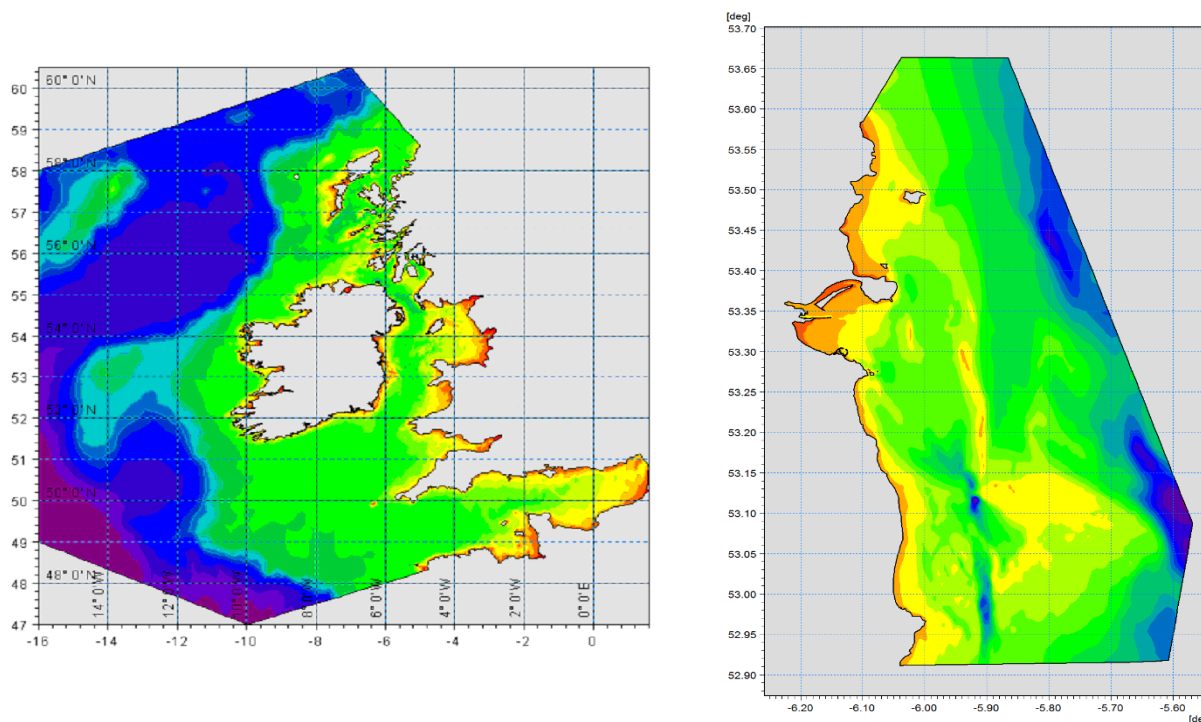 60
60° 0'N
59
58
58° 0'N
57
56
56° 0'N
55
54
54° 0'N
53
52
52° 0'N
51
50
50° 0'N
49
48
48° 0'N
47
14° 0'W
12° 0'W
10° 0'W
8° 0'W
6° 0'W
4° 0'W
2° 0'W
0° 0'E
-16 -14 -12 -10 -8 -6 -4 -2 0
[deg]
53.70
53.65
53.60
53.55
53.50
53.45
53.40
53.35
53.30
53.25
53.20
53.15
53.10
53.05
53.00
52.95
52.90
-6.20 -6.10 -6.00 -5.90 -5.80 -5.70 -5.60
[de